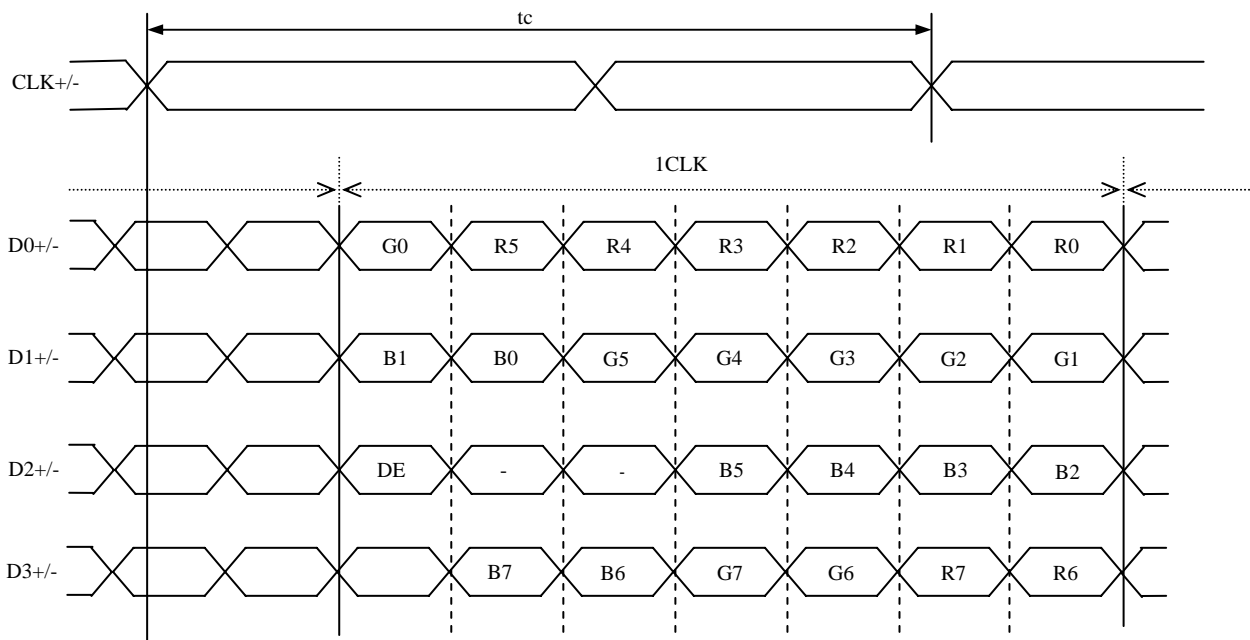 tc
CLK+/-
1CLK
D0+/- G0 R5 R4 R3 R2 R1 R0
D1+/- B1 B0 G5 G4 G3 G2 G1
D2+/- DE - - B5 B4 B3 B2
D3+/- B7 B6 G7 G6 R7 R6